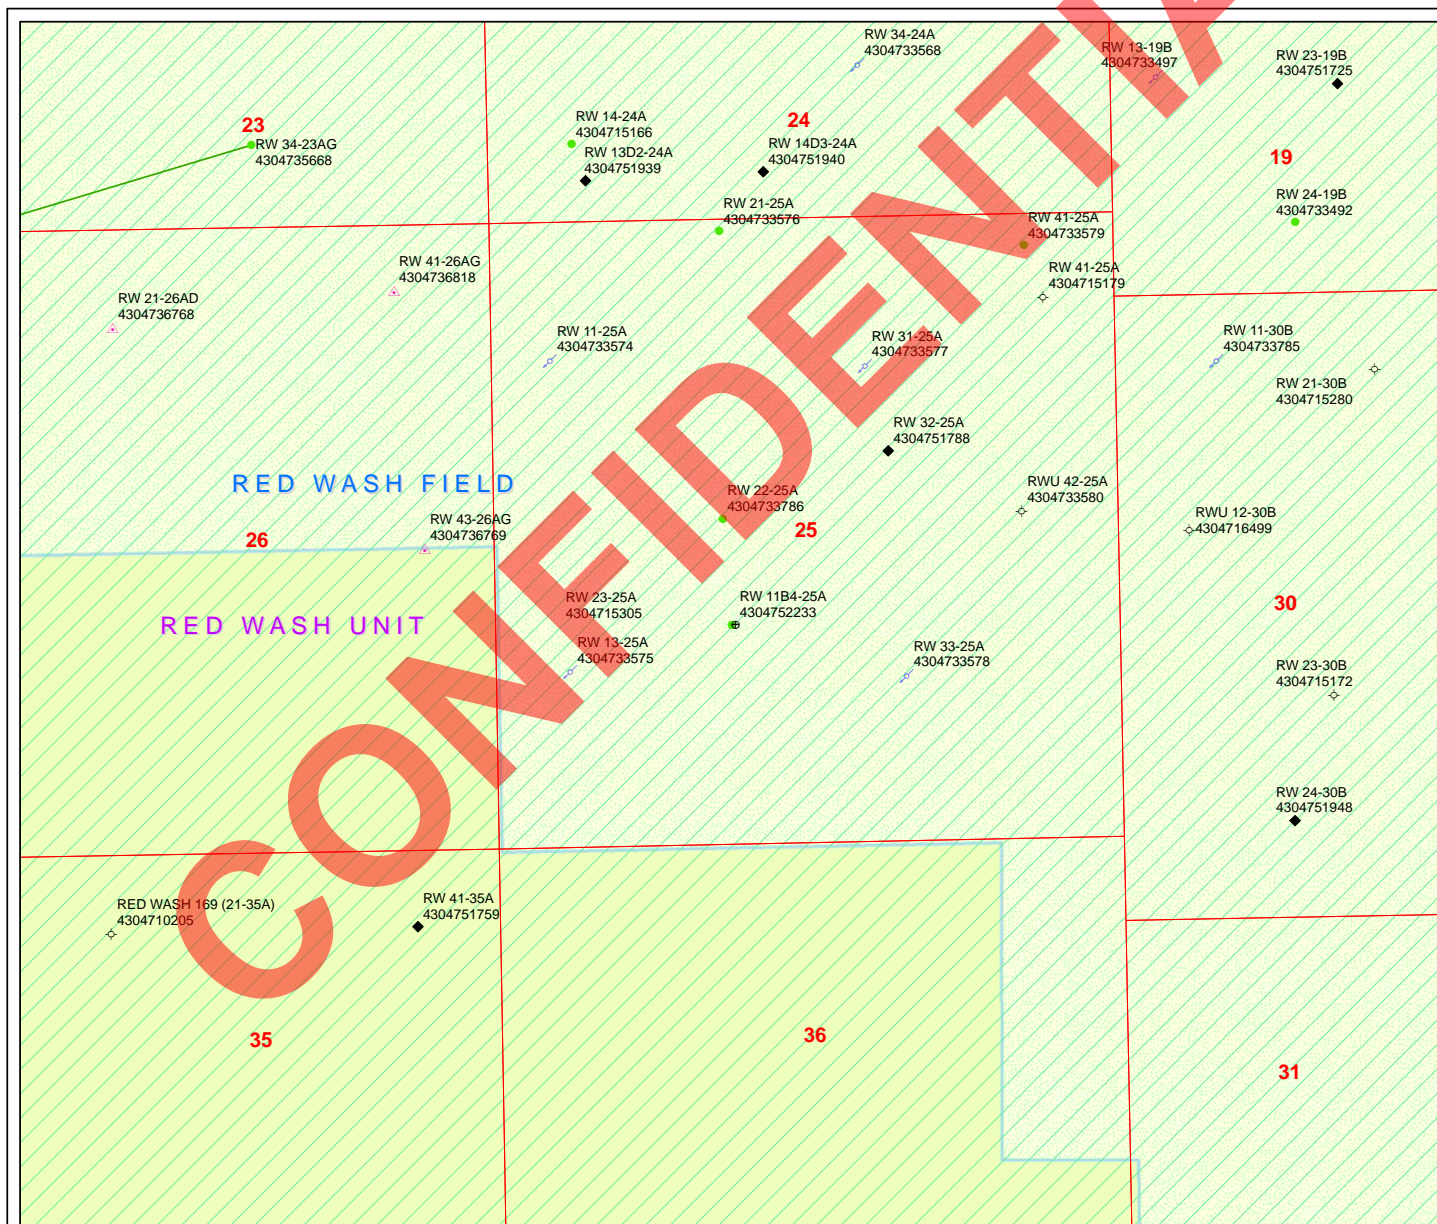 RW 34-24A
4304733568
RW 13-19B
4304733497
RW 23-19B
4304751725
23
RW 34-23AG
4304735668
RW 14-24A
4304715166
RW 13D2-24A
4304751939
24
RW 14D3-24A
4304751940
19
RW 21-25A
4304733576
RW 41-25A
4304733579
RW 24-19B
4304733492
RW 41-26AG
4304736818
RW 41-25A
4304715179
RW 21-26AD
4304736768
RW 11-25A
4304733574
RW 31-25A
4304733577
RW 11-30B
4304733785
RW 21-30B
4304715280
RW 32-25A
4304751788
RED WASH FIELD
RW 22-25A
4304733786
RWU 42-25A
4304733580
RWU 12-30B
4304716499
RW 43-26AG
4304736769
26
25
RW 23-25A
4304715305
RW 11B4-25A
4304752233
30
RED WASH UNIT
RW 13-25A
4304733575
RW 33-25A
4304733578
RW 23-30B
4304715172
RW 24-30B
4304751948
RED WASH 169 (21-35A)
4304710205
RW 41-35A
4304751759
35
36
31
CONFIDENTIA